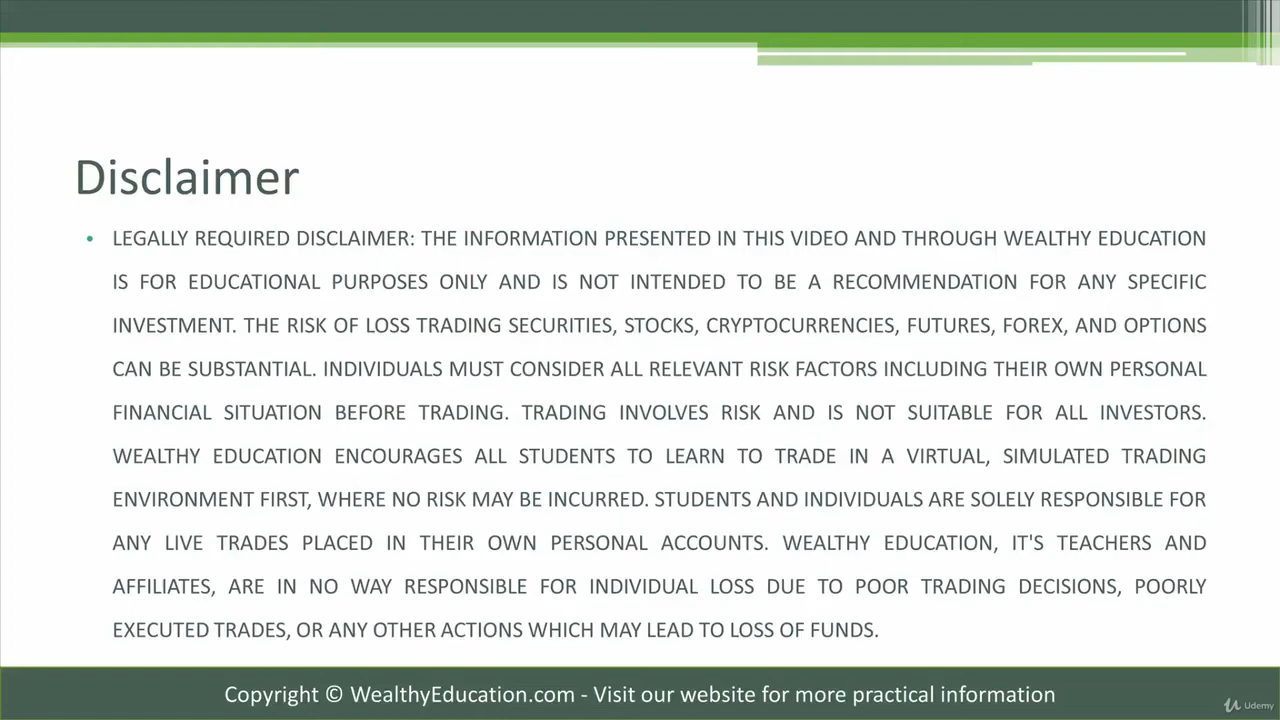 Disclaimer
• LEGALLY REQUIRED DISCLAIMER: THE INFORMATION PRESENTED IN THIS VIDEO AND THROUGH WEALTHY EDUCATION
IS FOR EDUCATIONAL PURPOSES ONLY AND IS NOT INTENDED TO BE A RECOMMENDATION FOR ANY SPECIFIC
INVESTMENT. THE RISK OF LOSS TRADING SECURITIES, STOCKS, CRYPTOCURRENCIES, FUTURES, FOREX, AND OPTIONS
CAN BE SUBSTANTIAL. INDIVIDUALS MUST CONSIDER ALL RELEVANT RISK FACTORS INCLUDING THEIR OWN PERSONAL
FINANCIAL SITUATION BEFORE TRADING. TRADING INVOLVES RISK AND IS NOT SUITABLE FOR ALL INVESTORS.
WEALTHY EDUCATION ENCOURAGES ALL STUDENTS TO LEARN TO TRADE IN A VIRTUAL, SIMULATED TRADING
ENVIRONMENT FIRST, WHERE NO RISK MAY BE INCURRED. STUDENTS AND INDIVIDUALS ARE SOLELY RESPONSIBLE FOR
ANY LIVE TRADES PLACED IN THEIR OWN PERSONAL ACCOUNTS. WEALTHY EDUCATION, IT'S TEACHERS AND
AFFILIATES, ARE IN NO WAY RESPONSIBLE FOR INDIVIDUAL LOSS DUE TO POOR TRADING DECISIONS, POORLY
EXECUTED TRADES, OR ANY OTHER ACTIONS WHICH MAY LEAD TO LOSS OF FUNDS.
Copyright © WealthyEducation.com - Visit our website for more practical information
Udemy